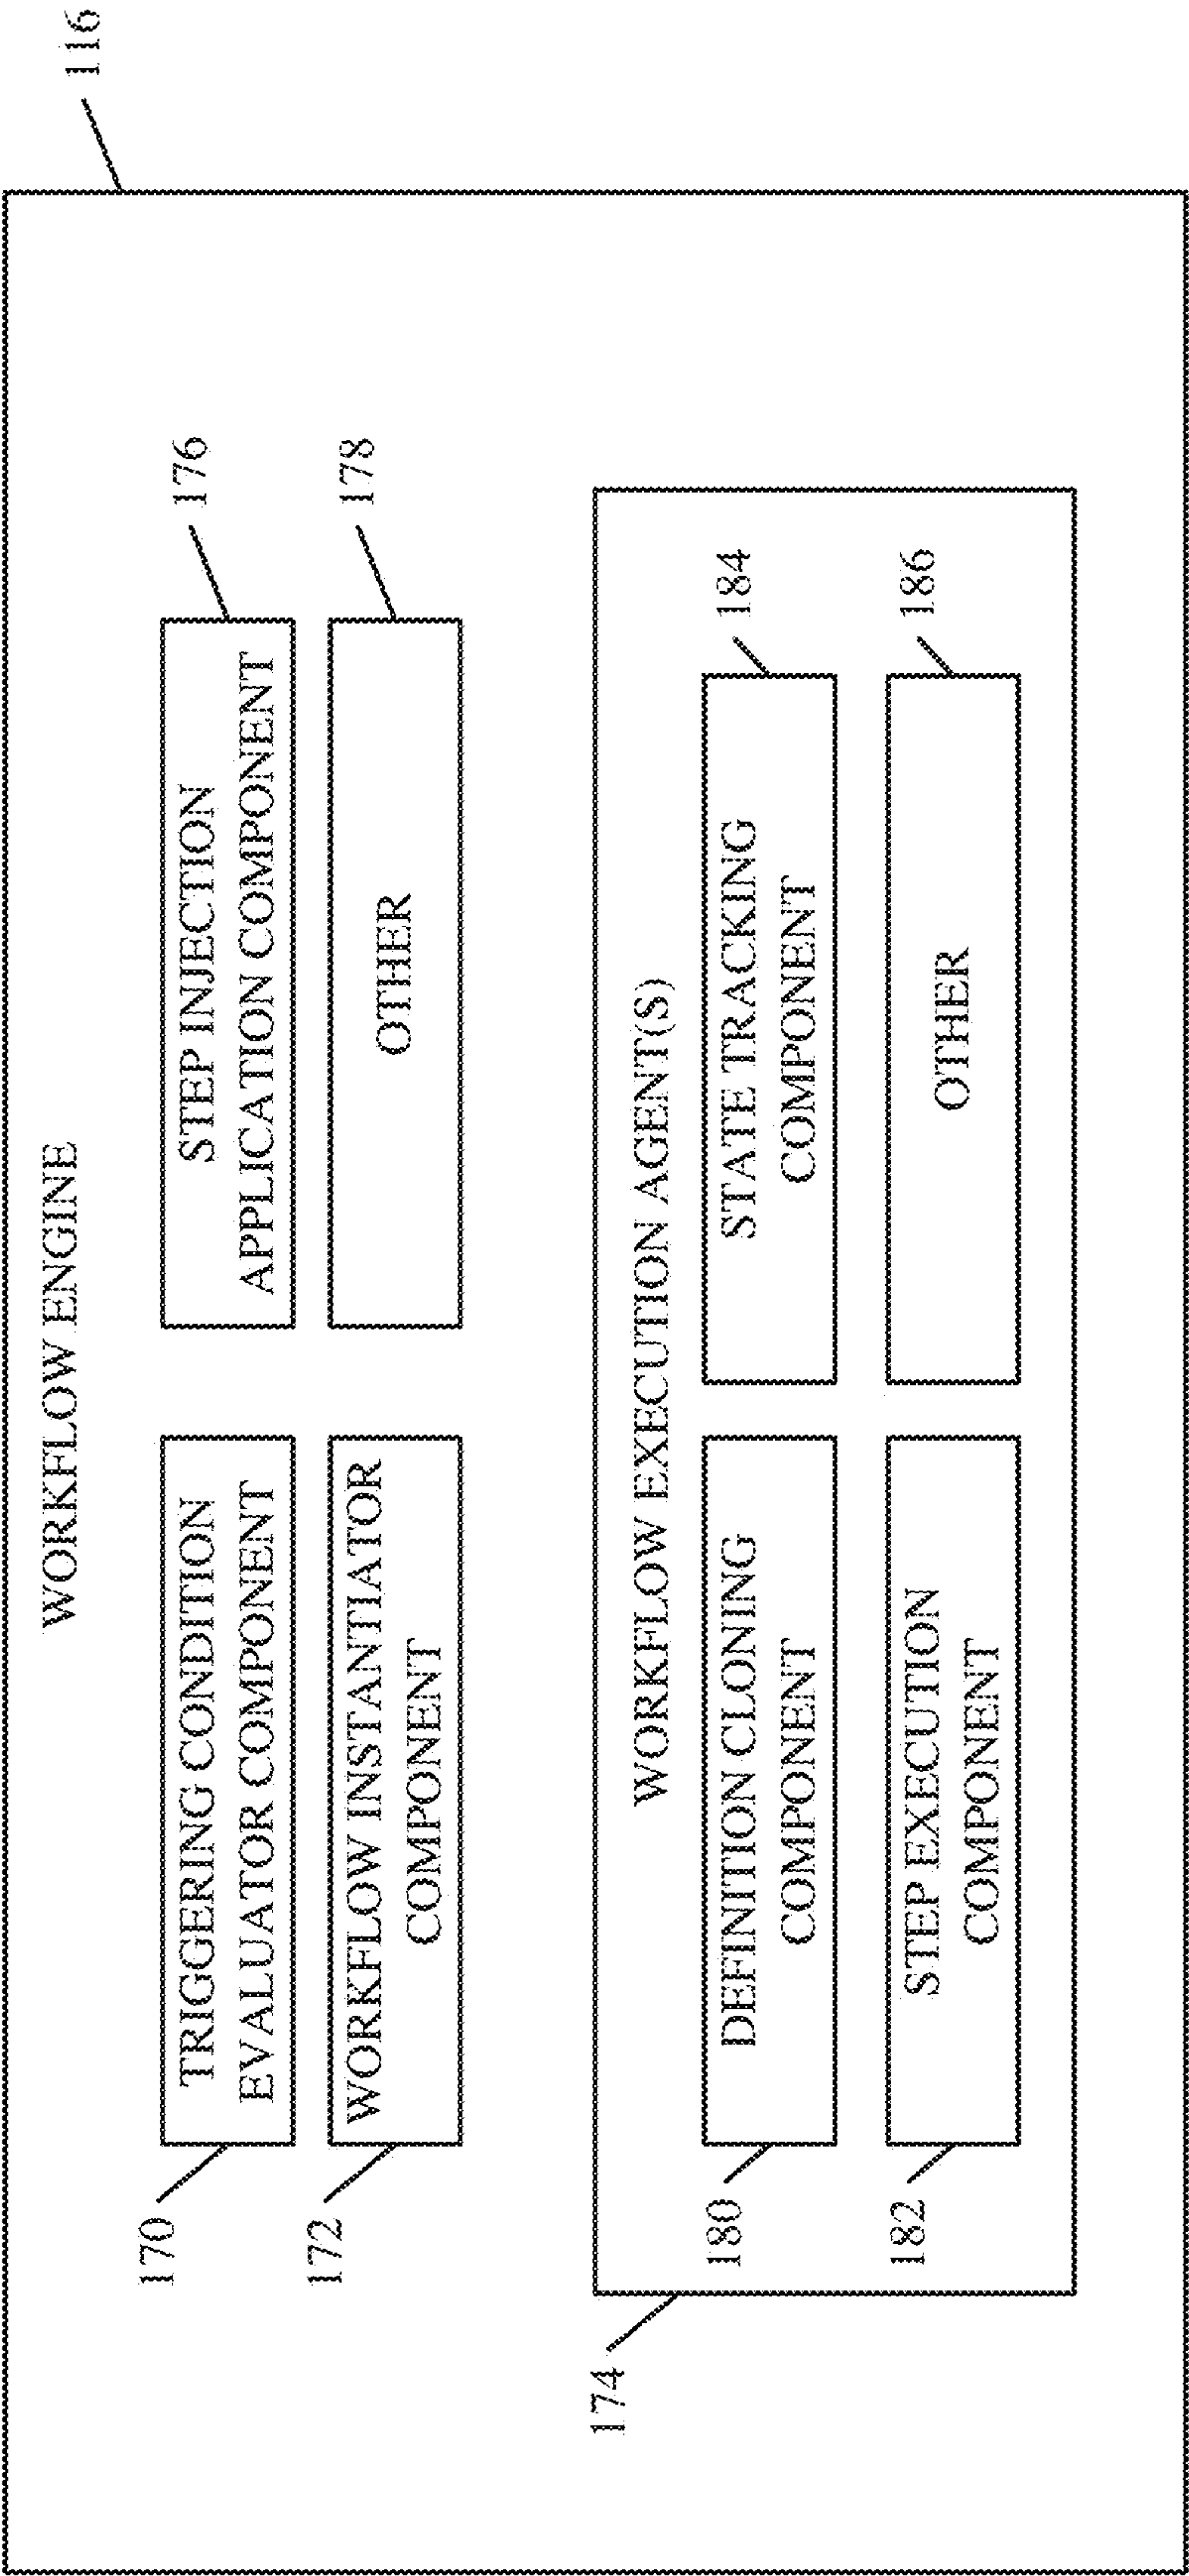 116
WORKFLOW ENGINE
170
TRIGGERING CONDITION
EVALUATOR COMPONENT
STEP INJECTION
APPLICATION COMPONENT
176
172
WORKFLOW INSTANTIATOR
COMPONENT
OTHER
178
174
WORKFLOW EXECUTION AGENT(S)
180
DEFINITION CLONING
COMPONENT
STATE TRACKING
COMPONENT
184
182
STEP EXECUTION
COMPONENT
OTHER
186